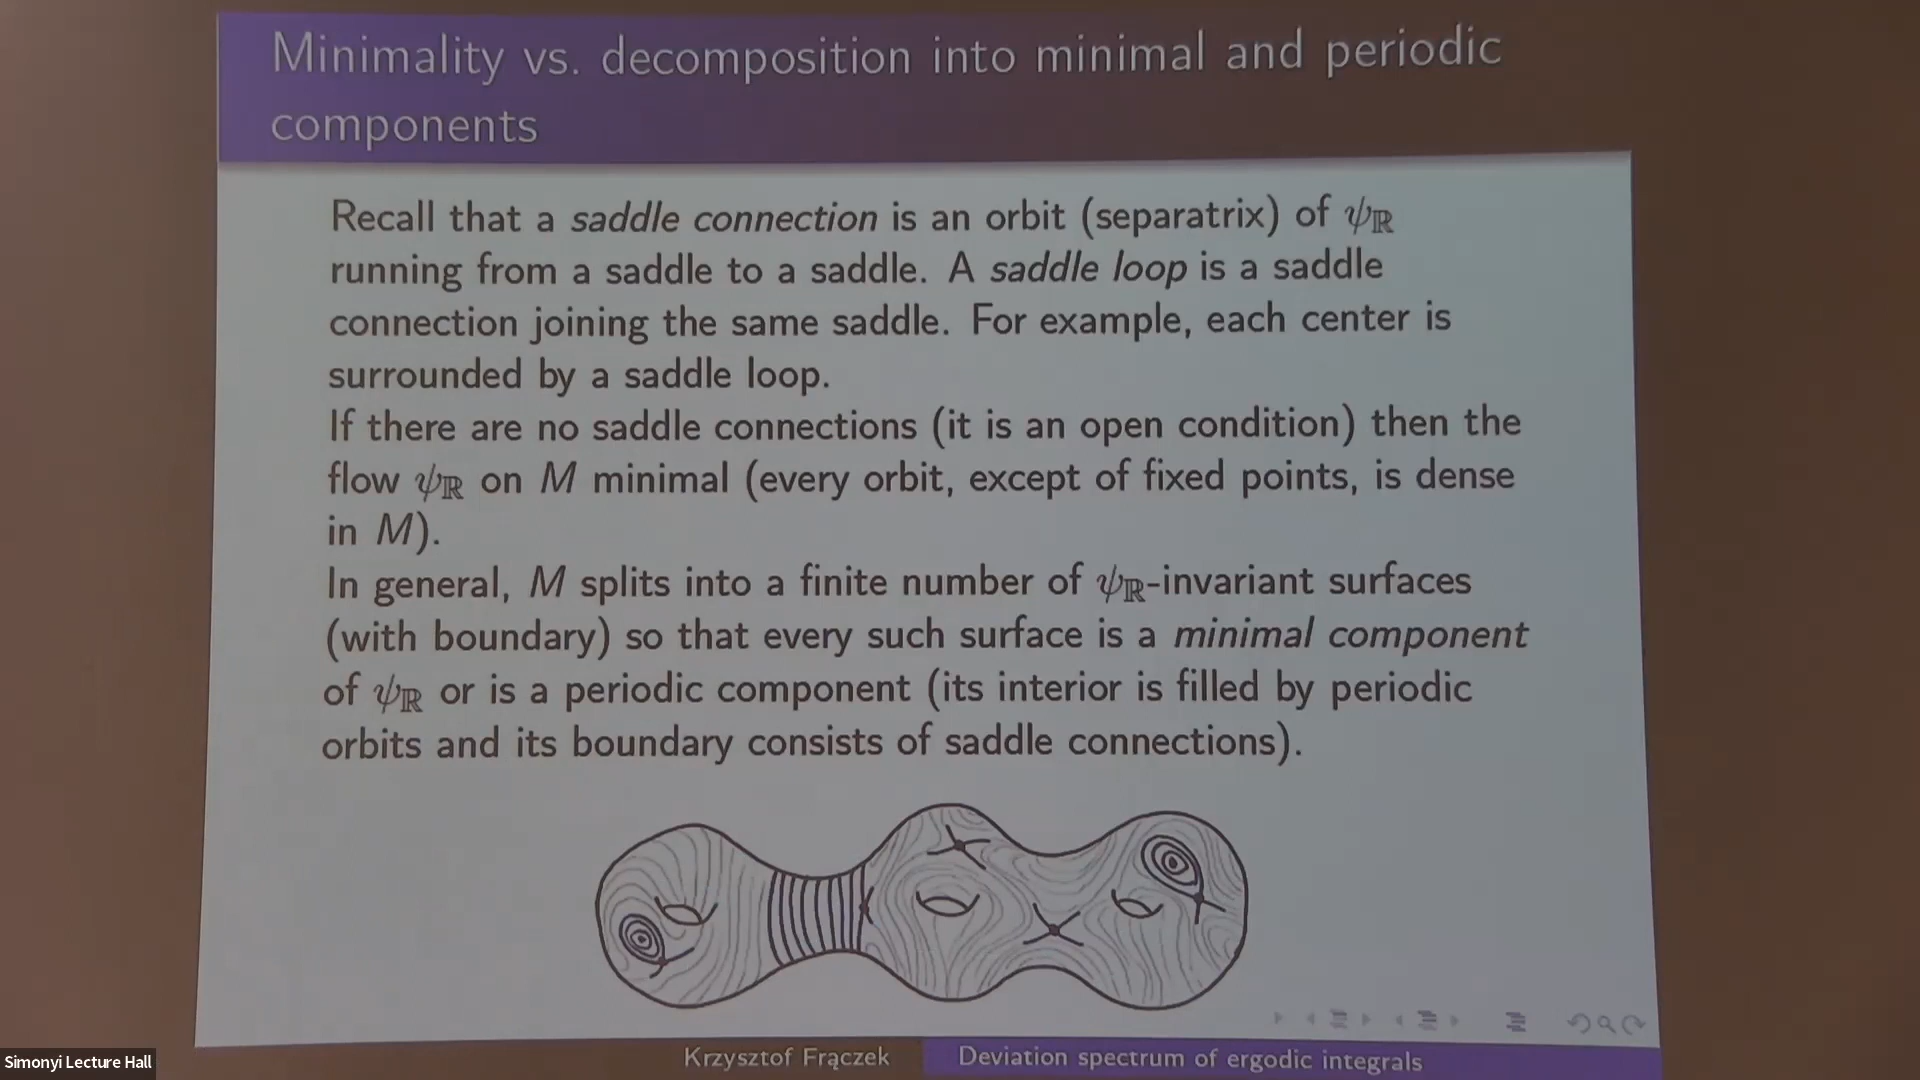 Minimality vs. decomposition into minimal and periodic
components
Recall that a saddle connection is an orbit (separatrix) of ψℝ
running from a saddle to a saddle. A saddle loop is a saddle
connection joining the same saddle. For example, each center is
surrounded by a saddle loop.
If there are no saddle connections (it is an open condition) then the
flow ψℝ on M minimal (every orbit, except of fixed points, is dense
in M).
In general, M splits into a finite number of ψℝ-invariant surfaces
(with boundary) so that every such surface is a minimal component
of ψℝ or is a periodic component (its interior is filled by periodic
orbits and its boundary consists of saddle connections).
Krzysztof Frączek
Deviation spectrum of ergodic integrals
Simonyi Lecture Hall